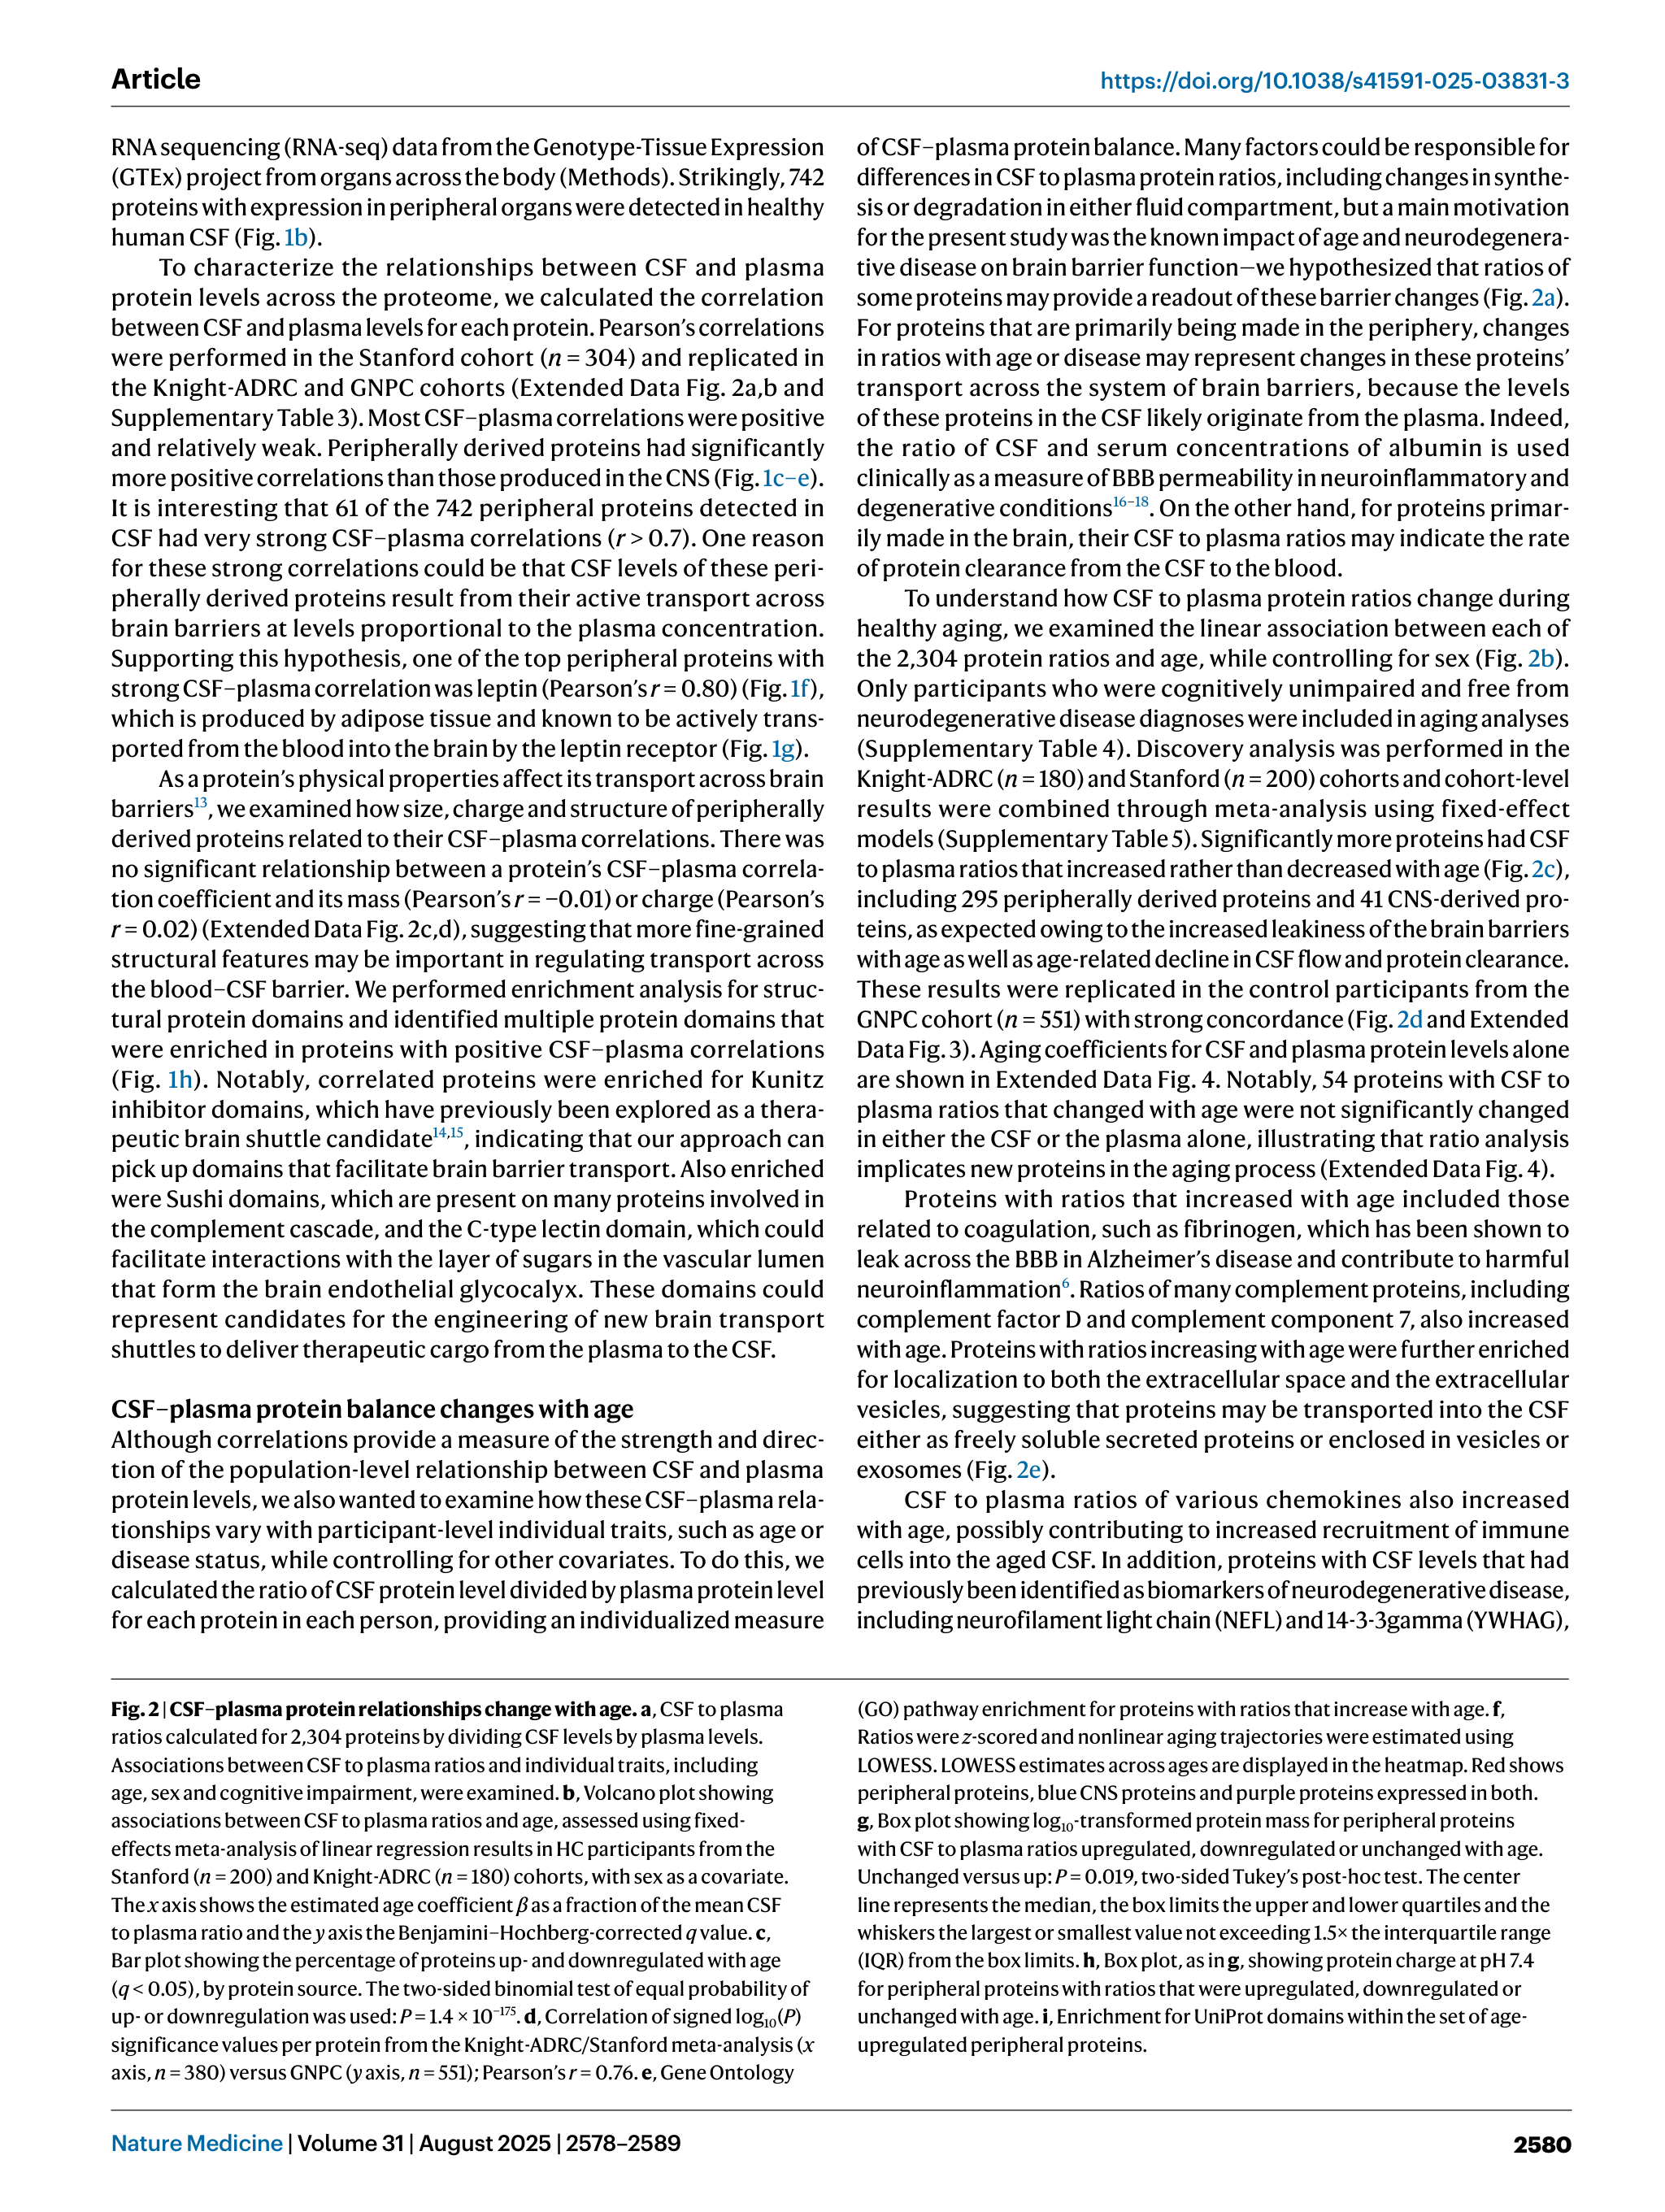 Article
https://doi.org/10.1038/s41591-025-03831-3
RNA sequencing (RNA-seq) data from the Genotype-Tissue Expression
(GTEx) project from organs across the body (Methods). Strikingly, 742
proteins with expression in peripheral organs were detected in healthy
human CSF (Fig. 1b).
To characterize the relationships between CSF and plasma
protein levels across the proteome, we calculated the correlation
between CSF and plasma levels for each protein. Pearson’s correlations
were performed in the Stanford cohort (n = 304) and replicated in
the Knight-ADRC and GNPC cohorts (Extended Data Fig. 2a,b and
Supplementary Table 3). Most CSF–plasma correlations were positive
and relatively weak. Peripherally derived proteins had significantly
more positive correlations than those produced in the CNS (Fig. 1c–e).
It is interesting that 61 of the 742 peripheral proteins detected in
CSF had very strong CSF–plasma correlations (r > 0.7). One reason
for these strong correlations could be that CSF levels of these peri-
pherally derived proteins result from their active transport across
brain barriers at levels proportional to the plasma concentration.
Supporting this hypothesis, one of the top peripheral proteins with
strong CSF–plasma correlation was leptin (Pearson’s r = 0.80) (Fig. 1f),
which is produced by adipose tissue and known to be actively trans-
ported from the blood into the brain by the leptin receptor (Fig. 1g).
As a protein’s physical properties affect its transport across brain
barriers13, we examined how size, charge and structure of peripherally
derived proteins related to their CSF–plasma correlations. There was
no significant relationship between a protein’s CSF–plasma correla-
tion coefficient and its mass (Pearson’s r = −0.01) or charge (Pearson’s
r = 0.02) (Extended Data Fig. 2c,d), suggesting that more fine-grained
structural features may be important in regulating transport across
the blood–CSF barrier. We performed enrichment analysis for struc-
tural protein domains and identified multiple protein domains that
were enriched in proteins with positive CSF–plasma correlations
(Fig. 1h). Notably, correlated proteins were enriched for Kunitz
inhibitor domains, which have previously been explored as a thera-
peutic brain shuttle candidate14,15, indicating that our approach can
pick up domains that facilitate brain barrier transport. Also enriched
were Sushi domains, which are present on many proteins involved in
the complement cascade, and the C-type lectin domain, which could
facilitate interactions with the layer of sugars in the vascular lumen
that form the brain endothelial glycocalyx. These domains could
represent candidates for the engineering of new brain transport
shuttles to deliver therapeutic cargo from the plasma to the CSF.
CSF–plasma protein balance changes with age
Although correlations provide a measure of the strength and direc-
tion of the population-level relationship between CSF and plasma
protein levels, we also wanted to examine how these CSF–plasma rela-
tionships vary with participant-level individual traits, such as age or
disease status, while controlling for other covariates. To do this, we
calculated the ratio of CSF protein level divided by plasma protein level
for each protein in each person, providing an individualized measure
of CSF–plasma protein balance. Many factors could be responsible for
differences in CSF to plasma protein ratios, including changes in synthe-
sis or degradation in either fluid compartment, but a main motivation
for the present study was the known impact of age and neurodegenera-
tive disease on brain barrier function—we hypothesized that ratios of
some proteins may provide a readout of these barrier changes (Fig. 2a).
For proteins that are primarily being made in the periphery, changes
in ratios with age or disease may represent changes in these proteins’
transport across the system of brain barriers, because the levels
of these proteins in the CSF likely originate from the plasma. Indeed,
the ratio of CSF and serum concentrations of albumin is used
clinically as a measure of BBB permeability in neuroinflammatory and
degenerative conditions16–18. On the other hand, for proteins primar-
ily made in the brain, their CSF to plasma ratios may indicate the rate
of protein clearance from the CSF to the blood.
To understand how CSF to plasma protein ratios change during
healthy aging, we examined the linear association between each of
the 2,304 protein ratios and age, while controlling for sex (Fig. 2b).
Only participants who were cognitively unimpaired and free from
neurodegenerative disease diagnoses were included in aging analyses
(Supplementary Table 4). Discovery analysis was performed in the
Knight-ADRC (n = 180) and Stanford (n = 200) cohorts and cohort-level
results were combined through meta-analysis using fixed-effect
models (Supplementary Table 5). Significantly more proteins had CSF
to plasma ratios that increased rather than decreased with age (Fig. 2c),
including 295 peripherally derived proteins and 41 CNS-derived pro-
teins, as expected owing to the increased leakiness of the brain barriers
with age as well as age-related decline in CSF flow and protein clearance.
These results were replicated in the control participants from the
GNPC cohort (n = 551) with strong concordance (Fig. 2d and Extended
Data Fig. 3). Aging coefficients for CSF and plasma protein levels alone
are shown in Extended Data Fig. 4. Notably, 54 proteins with CSF to
plasma ratios that changed with age were not significantly changed
in either the CSF or the plasma alone, illustrating that ratio analysis
implicates new proteins in the aging process (Extended Data Fig. 4).
Proteins with ratios that increased with age included those
related to coagulation, such as fibrinogen, which has been shown to
leak across the BBB in Alzheimer’s disease and contribute to harmful
neuroinflammation6. Ratios of many complement proteins, including
complement factor D and complement component 7, also increased
with age. Proteins with ratios increasing with age were further enriched
for localization to both the extracellular space and the extracellular
vesicles, suggesting that proteins may be transported into the CSF
either as freely soluble secreted proteins or enclosed in vesicles or
exosomes (Fig. 2e).
CSF to plasma ratios of various chemokines also increased
with age, possibly contributing to increased recruitment of immune
cells into the aged CSF. In addition, proteins with CSF levels that had
previously been identified as biomarkers of neurodegenerative disease,
including neurofilament light chain (NEFL) and 14-3-3gamma (YWHAG),
Fig. 2 | CSF–plasma protein relationships change with age. a, CSF to plasma
ratios calculated for 2,304 proteins by dividing CSF levels by plasma levels.
Associations between CSF to plasma ratios and individual traits, including
age, sex and cognitive impairment, were examined. b, Volcano plot showing
associations between CSF to plasma ratios and age, assessed using fixed-
effects meta-analysis of linear regression results in HC participants from the
Stanford (n = 200) and Knight-ADRC (n = 180) cohorts, with sex as a covariate.
The x axis shows the estimated age coefficient β as a fraction of the mean CSF
to plasma ratio and the y axis the Benjamini–Hochberg-corrected q value. c,
Bar plot showing the percentage of proteins up- and downregulated with age
(q < 0.05), by protein source. The two-sided binomial test of equal probability of
up- or downregulation was used: P = 1.4 × 10−175. d, Correlation of signed log10(P)
significance values per protein from the Knight-ADRC/Stanford meta-analysis (x
axis, n = 380) versus GNPC (y axis, n = 551); Pearson’s r = 0.76. e, Gene Ontology
(GO) pathway enrichment for proteins with ratios that increase with age. f,
Ratios were z-scored and nonlinear aging trajectories were estimated using
LOWESS. LOWESS estimates across ages are displayed in the heatmap. Red shows
peripheral proteins, blue CNS proteins and purple proteins expressed in both.
g, Box plot showing log10-transformed protein mass for peripheral proteins
with CSF to plasma ratios upregulated, downregulated or unchanged with age.
Unchanged versus up: P = 0.019, two-sided Tukey’s post-hoc test. The center
line represents the median, the box limits the upper and lower quartiles and the
whiskers the largest or smallest value not exceeding 1.5× the interquartile range
(IQR) from the box limits. h, Box plot, as in g, showing protein charge at pH 7.4
for peripheral proteins with ratios that were upregulated, downregulated or
unchanged with age. i, Enrichment for UniProt domains within the set of age-
upregulated peripheral proteins.
Nature Medicine | Volume 31 | August 2025 | 2578–2589
2580